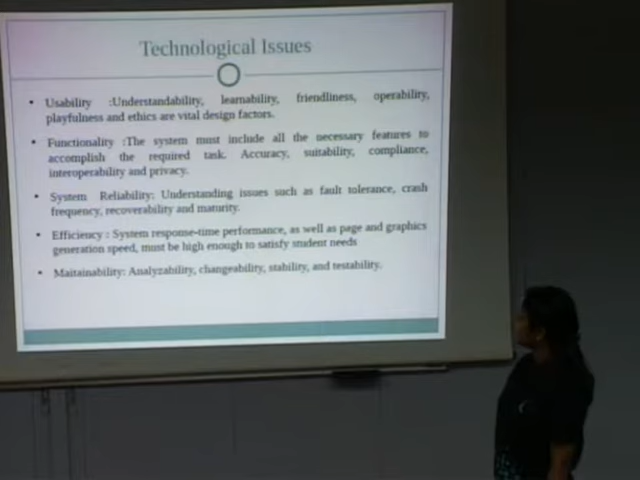 Technological Issues
• Usability :Understandability, learnability, friendliness, operability,
playfulness and ethics are vital design factors.
• Functionality :The system must include all the necessary features to
accomplish the required task. Accuracy, suitability, compliance,
interoperability and privacy.
• System Reliability: Understanding issues such as fault tolerance, crash
frequency, recoverability and maturity.
• Efficiency : System response-time performance, as well as page and graphics
generation speed, must be high enough to satisfy student needs
• Maitainability: Analyzability, changeability, stability, and testability.